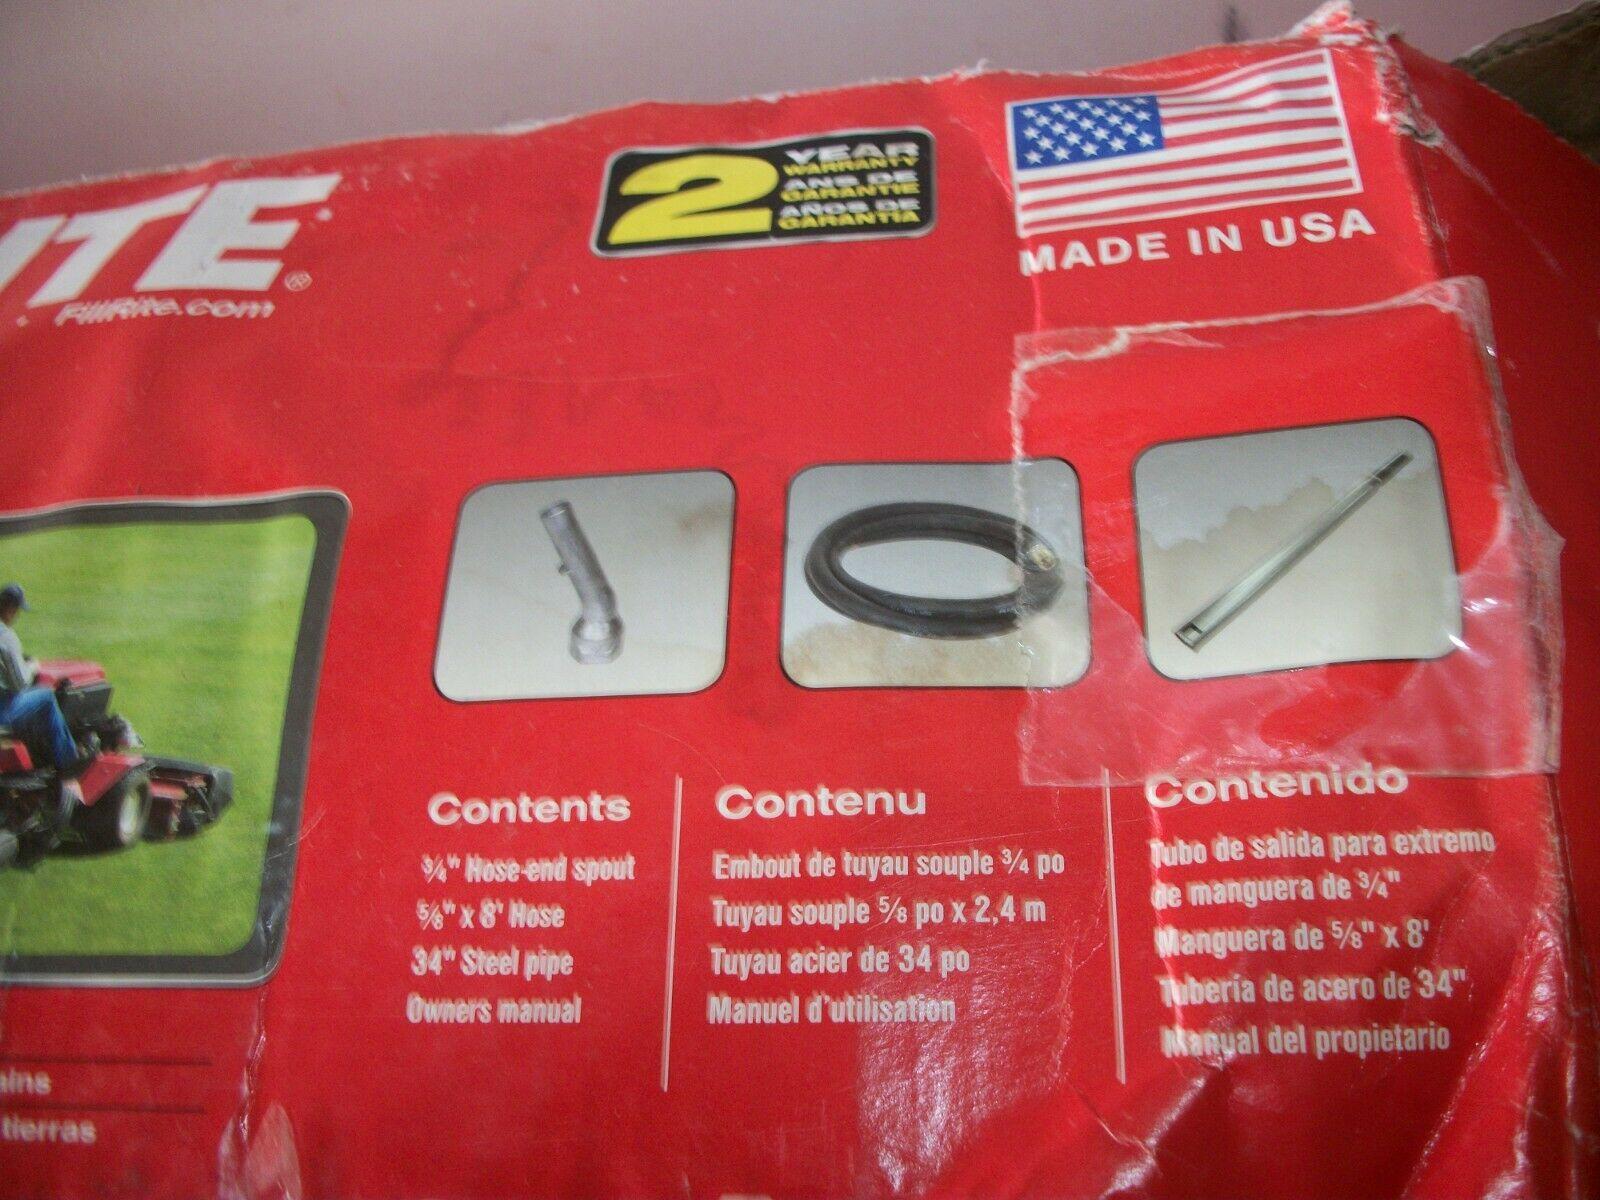 2 YEAR
WARRANTY
ANS DE
GARANTIE
AÑOS DE
GARANTÍA
MADE IN USA
ITE®
FillRite.com
Contents
¾" Hose-end spout
⅝" x 8' Hose
34" Steel pipe
Owners manual
Contenu
Embout de tuyau souple ¾ po
Tuyau souple ⅝ po x 2,4 m
Tuyau acier de 34 po
Manuel d'utilisation
Contenido
Tubo de salida para extremo
de manguera de ¾"
Manguera de ⅝" x 8'
Tubería de acero de 34"
Manual del propietario
ains
tierras